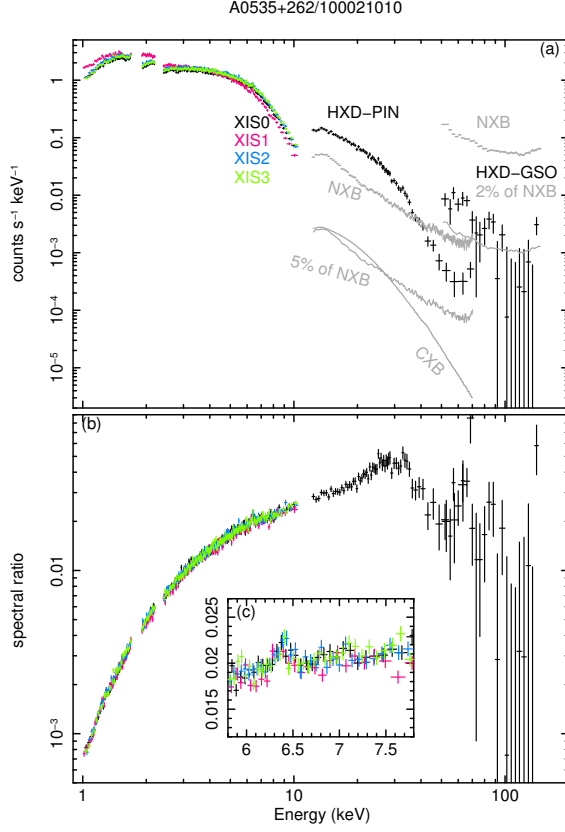 A0535+262/100021010
(a)
XIS0
XIS1
XIS2
XIS3
HXD−PIN
NXB
NXB
HXD−GSO
2% of NXB
5% of NXB
CXB
counts s⁻¹ keV⁻¹
1
0.1
0.01
10⁻³
10⁻⁴
10⁻⁵
(b)
spectral ratio
0.01
10⁻³
(c)
0.025
0.02
0.015
6
6.5
7
7.5
1
10
100
Energy (keV)